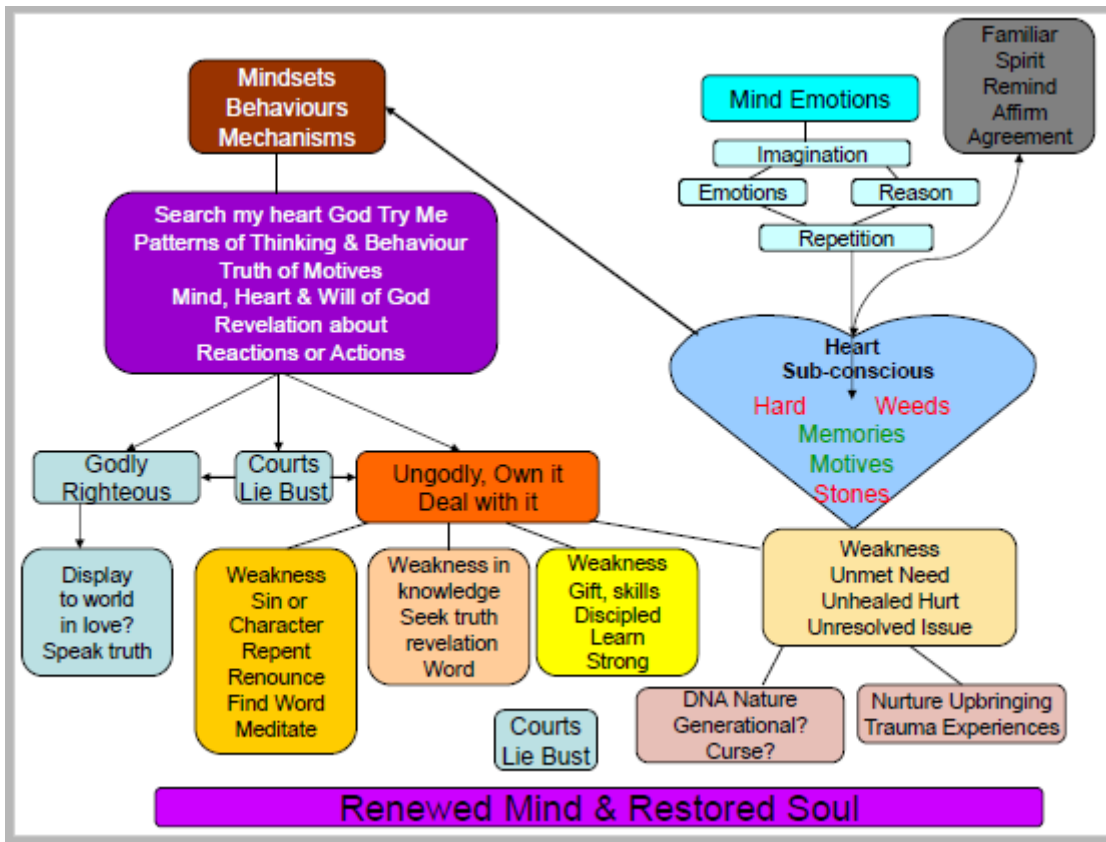 Mindsets
Behaviours
Mechanisms
Mind Emotions
Imagination
Emotions
Reason
Repetition
Familiar
Spirit
Remind
Affirm
Agreement
Search my heart God Try Me
Patterns of Thinking & Behaviour
Truth of Motives
Mind, Heart & Will of God
Revelation about
Reactions or Actions
Heart
Sub-conscious
Hard Weeds
Memories
Motives
Stones
Godly
Righteous
Courts
Lie Bust
Ungodly, Own it
Deal with it
Display
to world
in love?
Speak truth
Weakness
Sin or
Character
Repent
Renounce
Find Word
Meditate
Weakness in
knowledge
Seek truth
revelation
Word
Weakness
Gift, skills
Discipled
Learn
Strong
Weakness
Unmet Need
Unhealed Hurt
Unresolved Issue
Courts
Lie Bust
DNA Nature
Generational?
Curse?
Nurture Upbringing
Trauma Experiences
Renewed Mind & Restored Soul